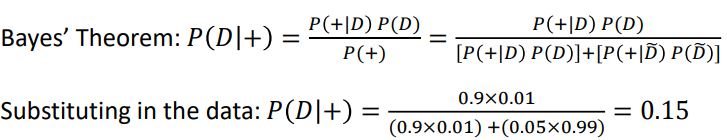 Bayes’ Theorem: P(D|+) = P(+|D) P(D) / P(+) = P(+|D) P(D) / [P(+|D) P(D)]+[P(+|D̃) P(D̃)]
Substituting in the data: P(D|+) = 0.9×0.01 / (0.9×0.01) +(0.05×0.99) = 0.15